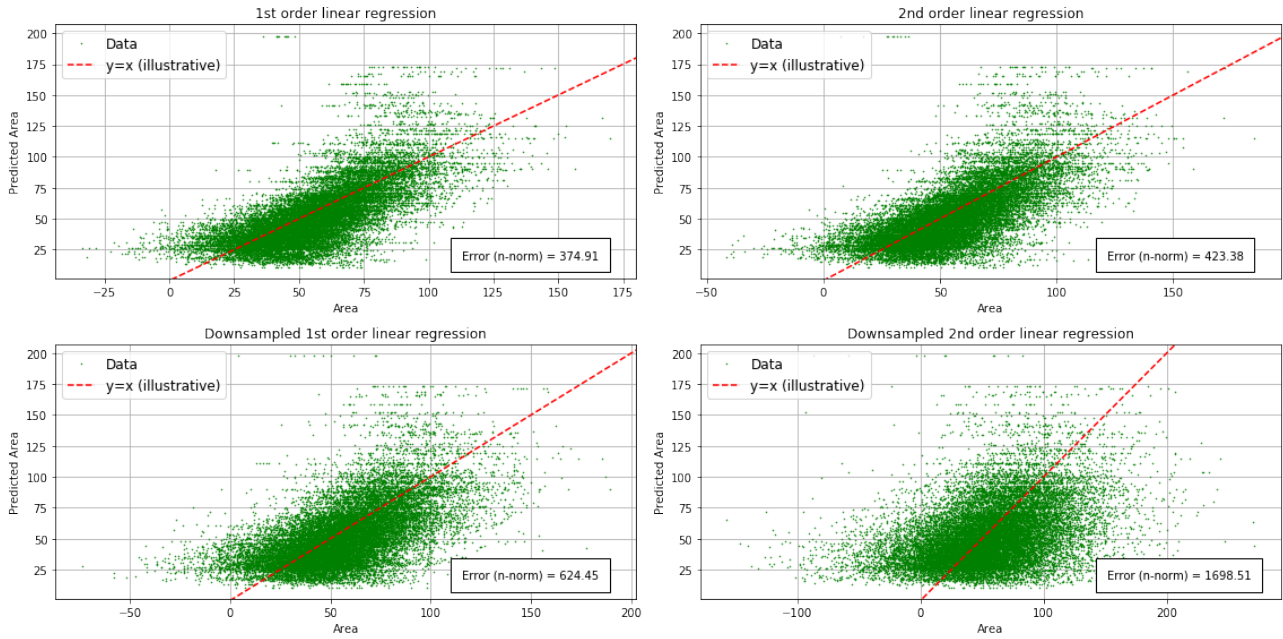 1st order linear regression
200
175
150
125
100
75
50
25
Predicted Area
Data
y=x (illustrative)
Error (n-norm) = 374.91
−25 0 25 50 75 100 125 150 175
Area
2nd order linear regression
200
175
150
125
100
75
50
25
Predicted Area
Data
y=x (illustrative)
Error (n-norm) = 423.38
−50 0 50 100 150
Area
Downsampled 1st order linear regression
200
175
150
125
100
75
50
25
Predicted Area
Data
y=x (illustrative)
Error (n-norm) = 624.45
−50 0 50 100 150 200
Area
Downsampled 2nd order linear regression
200
175
150
125
100
75
50
25
Predicted Area
Data
y=x (illustrative)
Error (n-norm) = 1698.51
−100 0 100 200
Area